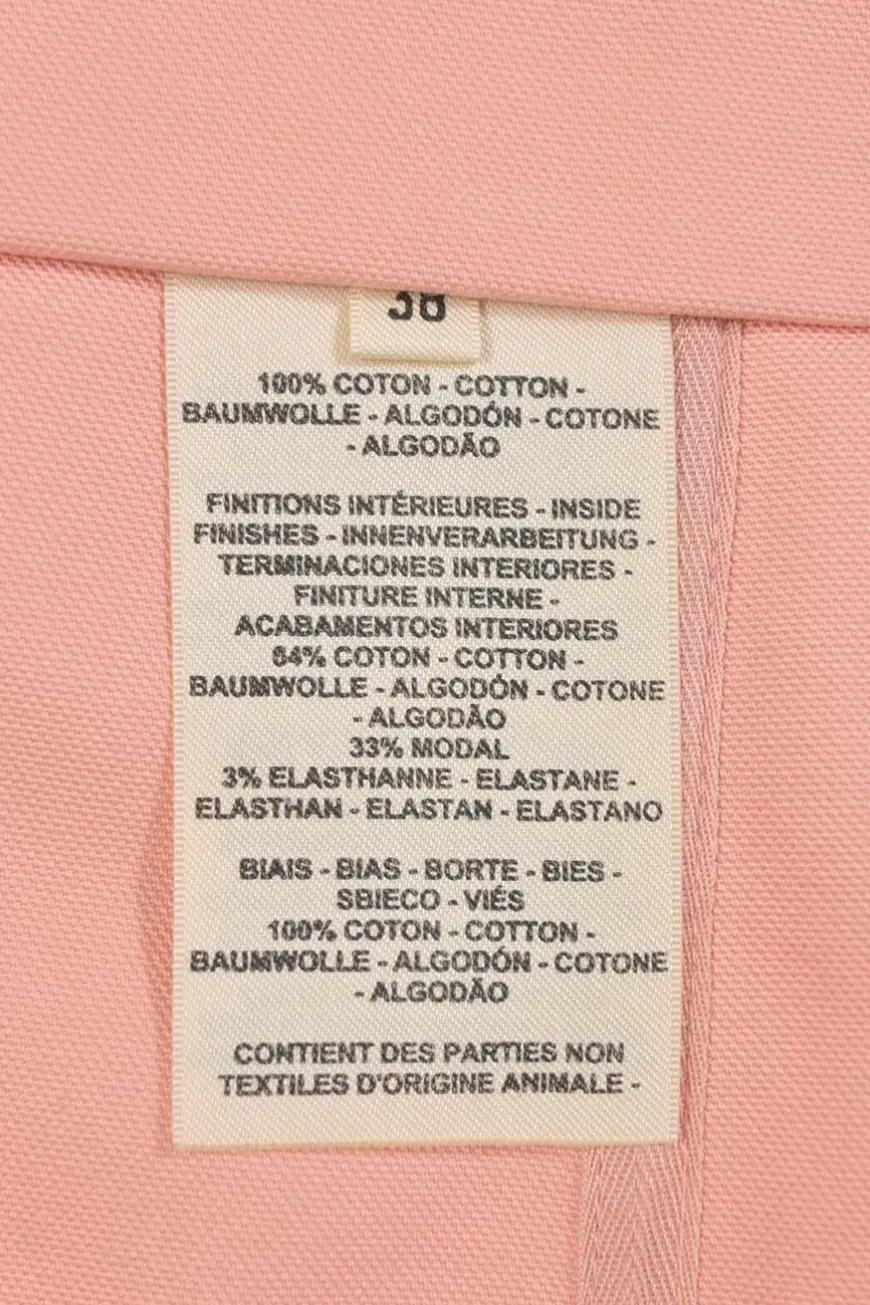 38
100% COTON - COTTON -
BAUMWOLLE - ALGODÓN - COTONE
- ALGODÃO
FINITIONS INTÉRIEURES - INSIDE
FINISHES - INNENVERARBEITUNG -
TERMINACIONES INTERIORES -
FINITURE INTERNE -
ACABAMENTOS INTERIORES
64% COTON - COTTON -
BAUMWOLLE - ALGODÓN - COTONE
- ALGODÃO
33% MODAL
3% ELASTHANNE - ELASTANE -
ELASTHAN - ELASTAN - ELASTANO
BIAIS - BIAS - BORTE - BIES -
SBIECO - VIÉS
100% COTON - COTTON -
BAUMWOLLE - ALGODÓN - COTONE
- ALGODÃO
CONTIENT DES PARTIES NON
TEXTILES D'ORIGINE ANIMALE -